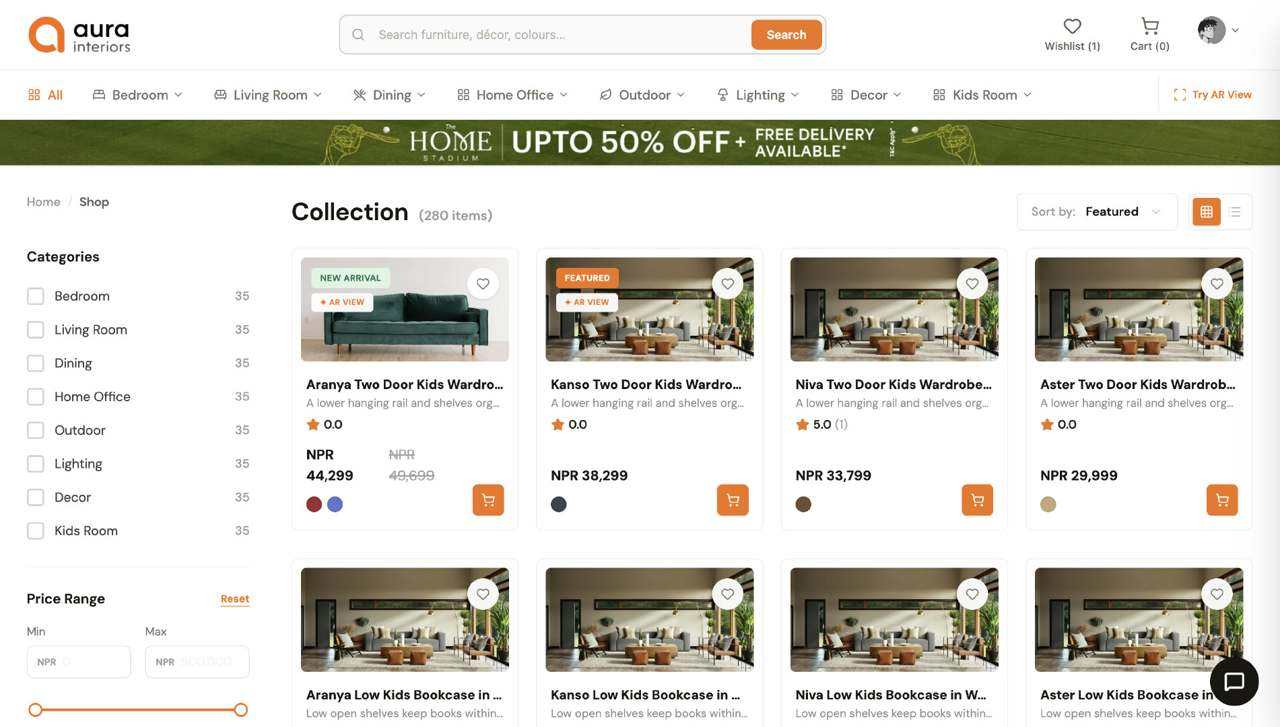 aura
interiors
Search furniture, décor, colours...
Search
Wishlist (1)
Cart (0)
All
Bedroom
Living Room
Dining
Home Office
Outdoor
Lighting
Decor
Kids Room
Try AR View
The
HOME
STADIUM
UPTO 50% OFF+
FREE DELIVERY
AVAILABLE*
T&C Apply*
Home / Shop
Collection (280 items)
Sort by: Featured
Categories
Bedroom 35
Living Room 35
Dining 35
Home Office 35
Outdoor 35
Lighting 35
Decor 35
Kids Room 35
Price Range
Reset
Min
Max
NPR 0
NPR 500,000
NEW ARRIVAL
AR VIEW
Aranya Two Door Kids Wardro...
A lower hanging rail and shelves org...
0.0
NPR 44,299
NPR 49,699
FEATURED
AR VIEW
Kanso Two Door Kids Wardro...
A lower hanging rail and shelves org...
0.0
NPR 38,299
Niva Two Door Kids Wardrobe...
A lower hanging rail and shelves org...
5.0 (1)
NPR 33,799
Aster Two Door Kids Wardrob...
A lower hanging rail and shelves org...
0.0
NPR 29,999
Aranya Low Kids Bookcase in ...
Low open shelves keep books within...
Kanso Low Kids Bookcase in ...
Low open shelves keep books within...
Niva Low Kids Bookcase in W...
Low open shelves keep books within...
Aster Low Kids Bookcase in
Low open shelves keep books within...